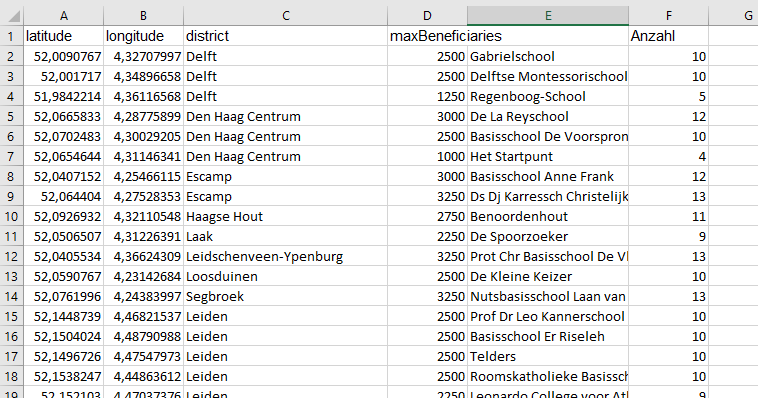 A B C D E F G
1 latitude longitude district maxBeneficiaries Anzahl
2 52,0090767 4,32707997 Delft 2500 Gabrielschool 10
3 52,001717 4,34896658 Delft 2500 Delftse Montessorischool 10
4 51,9842214 4,36116568 Delft 1250 Regenboog-School 5
5 52,0665833 4,28775899 Den Haag Centrum 3000 De La Reyschool 12
6 52,0702483 4,30029205 Den Haag Centrum 2500 Basisschool De Voorspron 10
7 52,0654644 4,31146341 Den Haag Centrum 1000 Het Startpunt 4
8 52,0407152 4,25466115 Escamp 3000 Basisschool Anne Frank 12
9 52,064404 4,27528353 Escamp 3250 Ds Dj Karressch Christelijk 13
10 52,0926932 4,32110548 Haagse Hout 2750 Benoordenhout 11
11 52,0506507 4,31226391 Laak 2250 De Spoorzoeker 9
12 52,0405534 4,36624309 Leidschenveen-Ypenburg 3250 Prot Chr Basisschool De 13
13 52,0590767 4,23142684 Loosduinen 2500 De Kleine Keizer 10
14 52,0761996 4,24383997 Segbroek 3250 Nutsbasisschool Laan van 13
15 52,1448739 4,46821537 Leiden 2500 Prof Dr Leo Kannerschool 10
16 52,1504024 4,48790988 Leiden 2500 Basisschool Er Riseleh 10
17 52,1496726 4,47547973 Leiden 2500 Telders 10
18 52,1538247 4,44863612 Leiden 2500 Roomskatholieke Basissch 10
19 52,152103 4,47037376 Leiden 2250 Leonardo College voor 9